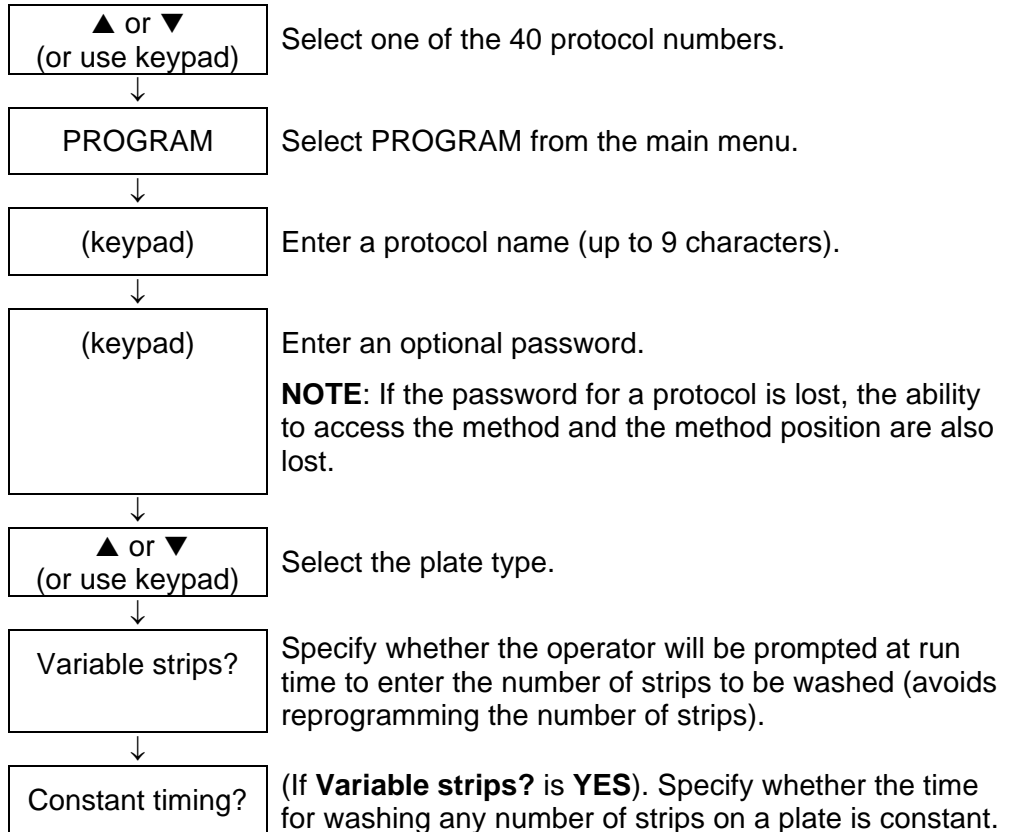 ▲ or ▼
(or use keypad)
Select one of the 40 protocol numbers.
↓
PROGRAM
Select PROGRAM from the main menu.
↓
(keypad)
Enter a protocol name (up to 9 characters).
↓
(keypad)
Enter an optional password.
NOTE: If the password for a protocol is lost, the ability
to access the method and the method position are also
lost.
↓
▲ or ▼
(or use keypad)
Select the plate type.
↓
Variable strips?
Specify whether the operator will be prompted at run
time to enter the number of strips to be washed (avoids
reprogramming the number of strips).
↓
Constant timing?
(If Variable strips? is YES). Specify whether the time
for washing any number of strips on a plate is constant.